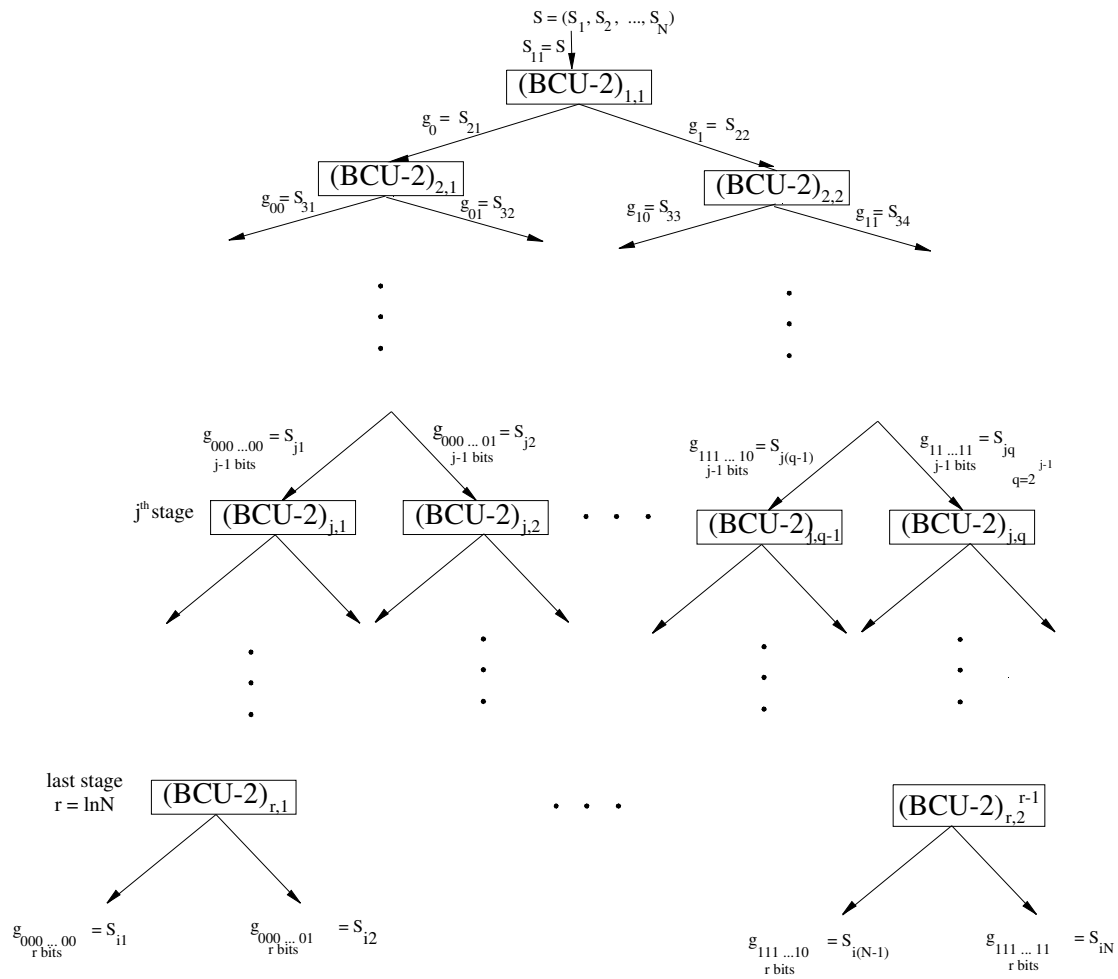 S = (S_1, S_2, ..., S_N)
S_11 = S
(BCU-2)_1,1
g_0 = S_21
g_1 = S_22
(BCU-2)_2,1
(BCU-2)_2,2
g_00 = S_31
g_01 = S_32
g_10 = S_33
g_11 = S_34
g_000 ...00 = S_j1
j-1 bits
g_000 ... 01 = S_j2
j-1 bits
g_111 ... 10 = S_j(q-1)
j-1 bits
g_11 ...11 = S_jq
j-1 bits
q=2^j-1
j^th stage
(BCU-2)_j,1
(BCU-2)_j,2
. . .
(BCU-2)_j,q-1
(BCU-2)_j,q
last stage
r = lnN
(BCU-2)_r,1
. . .
(BCU-2)_r,2^r-1
g_000 ... 00 = S_i1
r bits
g_000 ... 01 = S_i2
r bits
g_111 ...10 = S_i(N-1)
r bits
g_111 ... 11 = S_iN
r bits